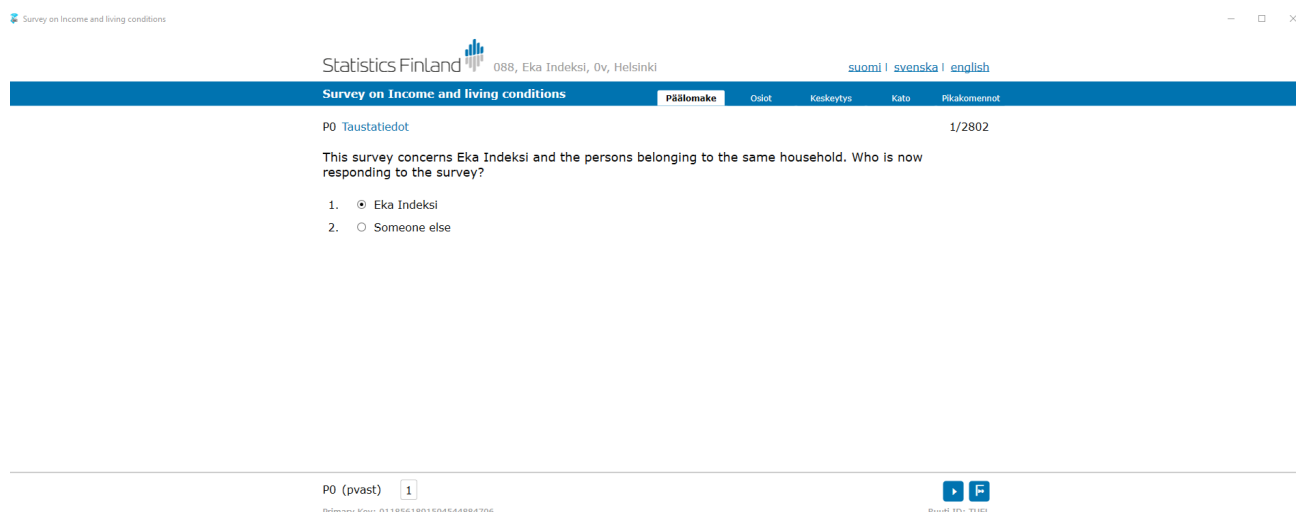 Survey on Income and living conditions
Statistics Finland 088, Eka Indeksi, 0v, Helsinki suomi | svenska | english
Survey on Income and living conditions Päälomake Osiot Keskeytys Kato Pikakomennot
P0 Taustatiedot 1/2802
This survey concerns Eka Indeksi and the persons belonging to the same household. Who is now
responding to the survey?
1. Eka Indeksi
2. Someone else
P0 (pvast) 1